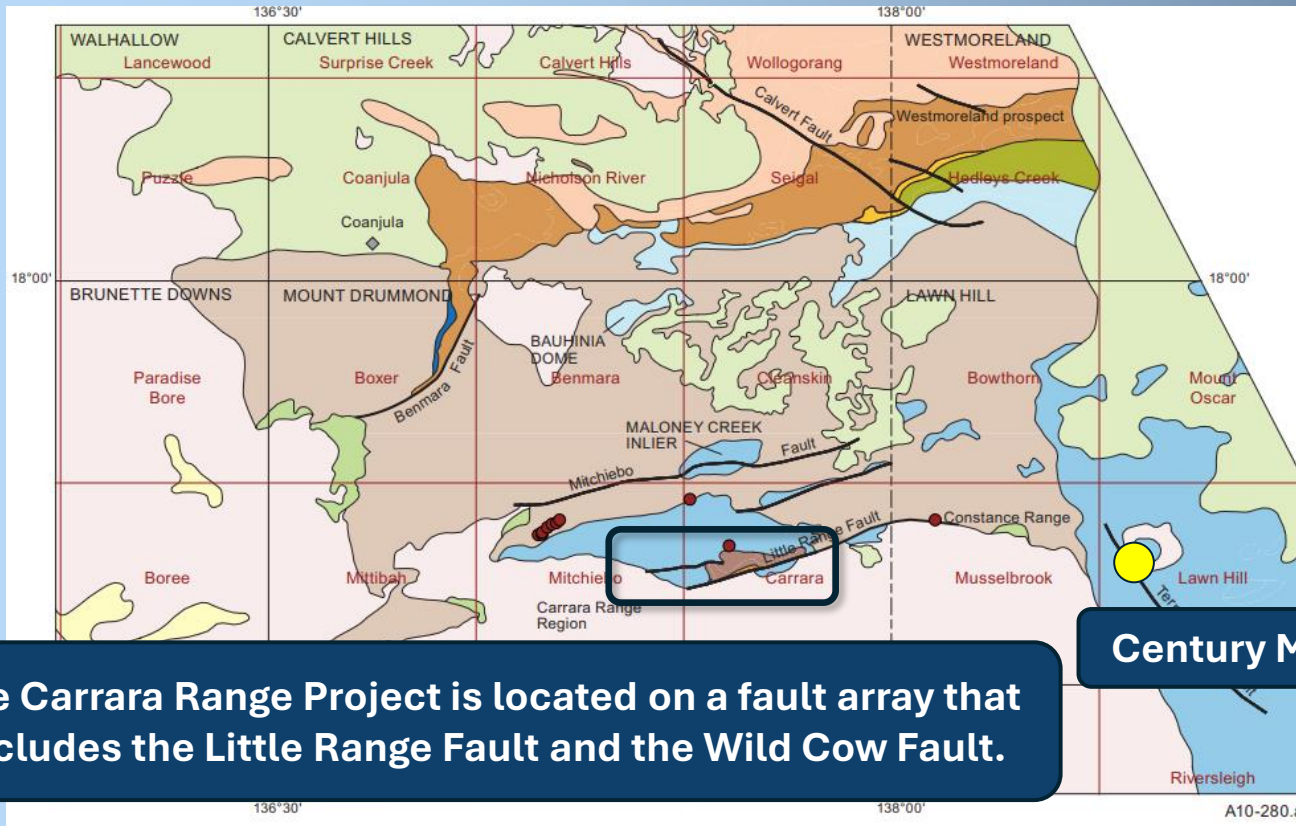 136°30'
138°00'
WALHALLOW
Lancewood
CALVERT HILLS
Surprise Creek
Calvert Hills
Wollogorang
WESTMORELAND
Westmoreland
Calvert Fault
Westmoreland prospect
Puzzle
Coanjula
Nicholson River
Seigal
Hedleys Creek
Coanjula
18°00'
18°00'
BRUNETTE DOWNS
MOUNT DRUMMOND
LAWN HILL
BAUHINIA
DOME
Paradise
Bore
Boxer
Benmara Fault
Benmara
Cleanskin
Bowthorn
Mount
Oscar
MALONEY CREEK
INLIER
Mitchiebo Fault
Little Range Fault
Constance Range
Boree
Mittibah
Mitchiebo
Carrara
Musselbrook
Lawn Hill
Carrara Range
Region
Century M
e Carrara Range Project is located on a fault array that
cludes the Little Range Fault and the Wild Cow Fault.
Riversleigh
136°30'
138°00'
A10-280.a